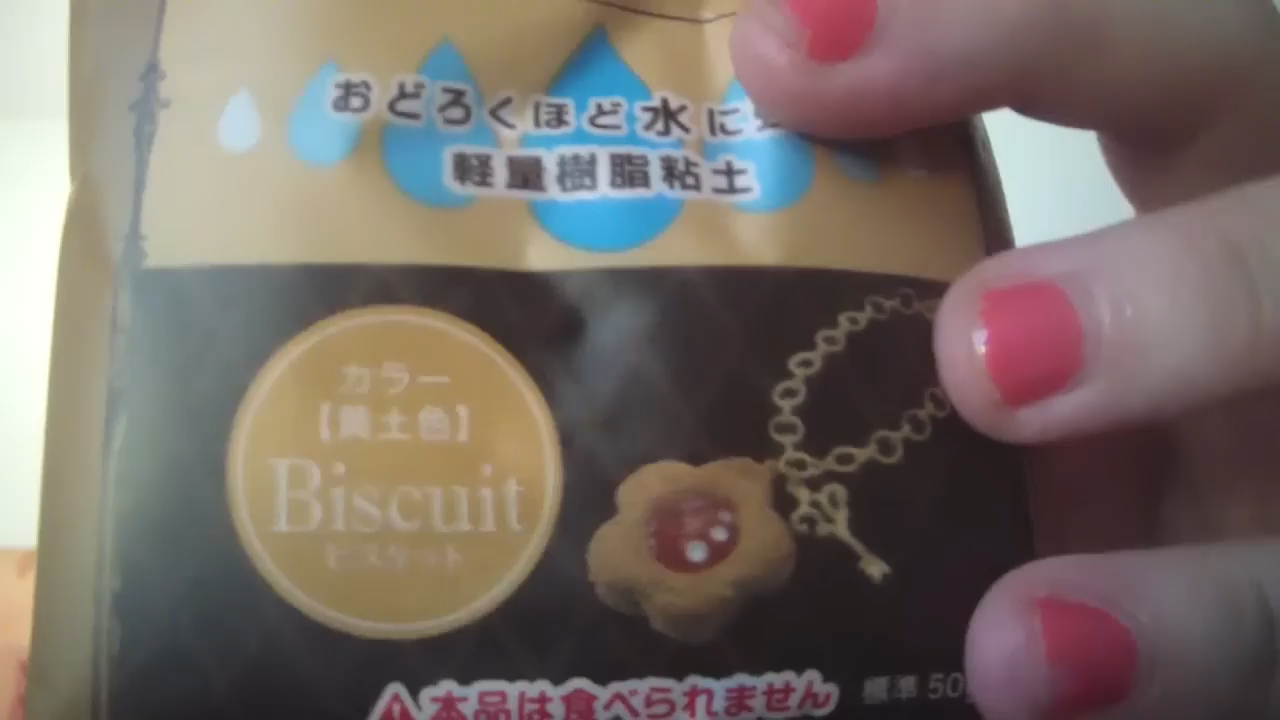 おどろくほど水に
軽量樹脂粘土
カラー
【黄土色】
Biscuit
ビスケット
本品は食べられません
標準 50